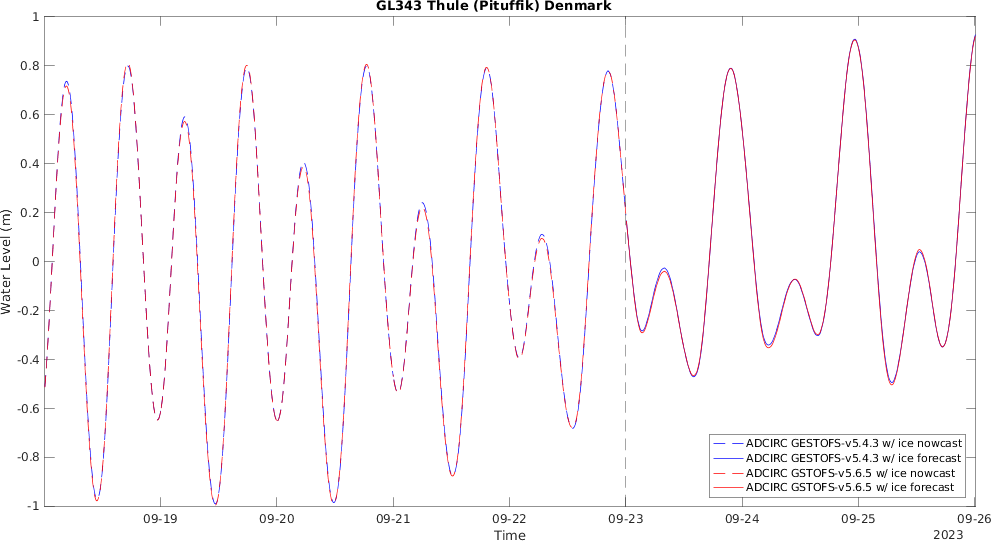 GL343 Thule (Pituffik) Denmark
1
0.8
0.6
0.4
0.2
0
-0.2
-0.4
-0.6
-0.8
-1
Water Level (m)
09-19 09-20 09-21 09-22 09-23 09-24 09-25 09-26
Time
2023
ADCIRC GESTOFS-v5.4.3 w/ ice nowcast
ADCIRC GESTOFS-v5.4.3 w/ ice forecast
ADCIRC GSTOFS-v5.6.5 w/ ice nowcast
ADCIRC GSTOFS-v5.6.5 w/ ice forecast